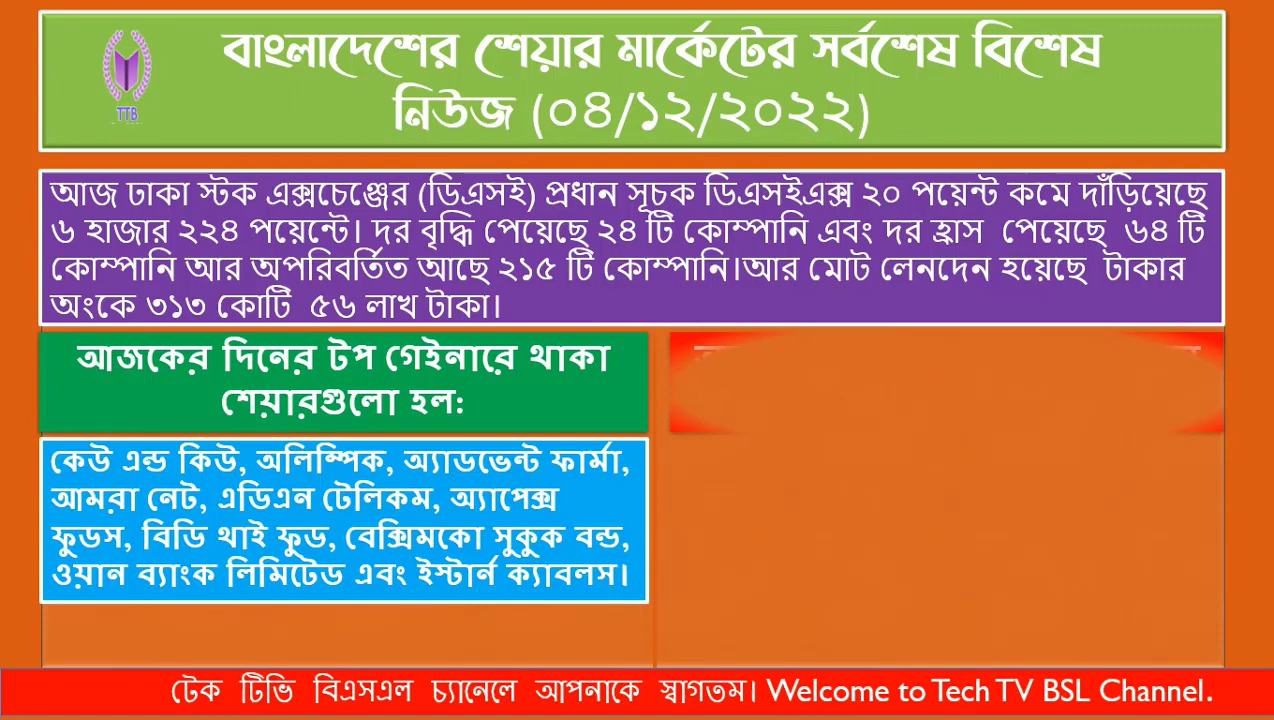 বাংলাদেশের শেয়ার মার্কেটের সর্বশেষ বিশেষ
নিউজ (০৪/১২/২০২২)
TTB
আজ ঢাকা স্টক এক্সচেঞ্জের (ডিএসই) প্রধান সূচক ডিএসইএক্স ২০ পয়েন্ট কমে দাঁড়িয়েছে
৬ হাজার ২২৪ পয়েন্টে। দর বৃদ্ধি পেয়েছে ২৪ টি কোম্পানি এবং দর হ্রাস পেয়েছে ৬৪ টি
কোম্পানি আর অপরিবর্তিত আছে ২১৫ টি কোম্পানি।আর মোট লেনদেন হয়েছে টাকার
অংকে ৩১৩ কোটি ৫৬ লাখ টাকা।
আজকের দিনের টপ গেইনারে থাকা
শেয়ারগুলো হল:
কেউ এন্ড কিউ, অলিম্পিক, অ্যাডভেন্ট ফার্মা,
আমরা নেট, এডিএন টেলিকম, অ্যাপেক্স
ফুডস, বিডি থাই ফুড, বেক্সিমকো সুকুক বন্ড,
ওয়ান ব্যাংক লিমিটেড এবং ইস্টার্ন ক্যাবলস।
টেক টিভি বিএসএল চ্যানেলে আপনাকে স্বাগতম। Welcome to Tech TV BSL Channel.